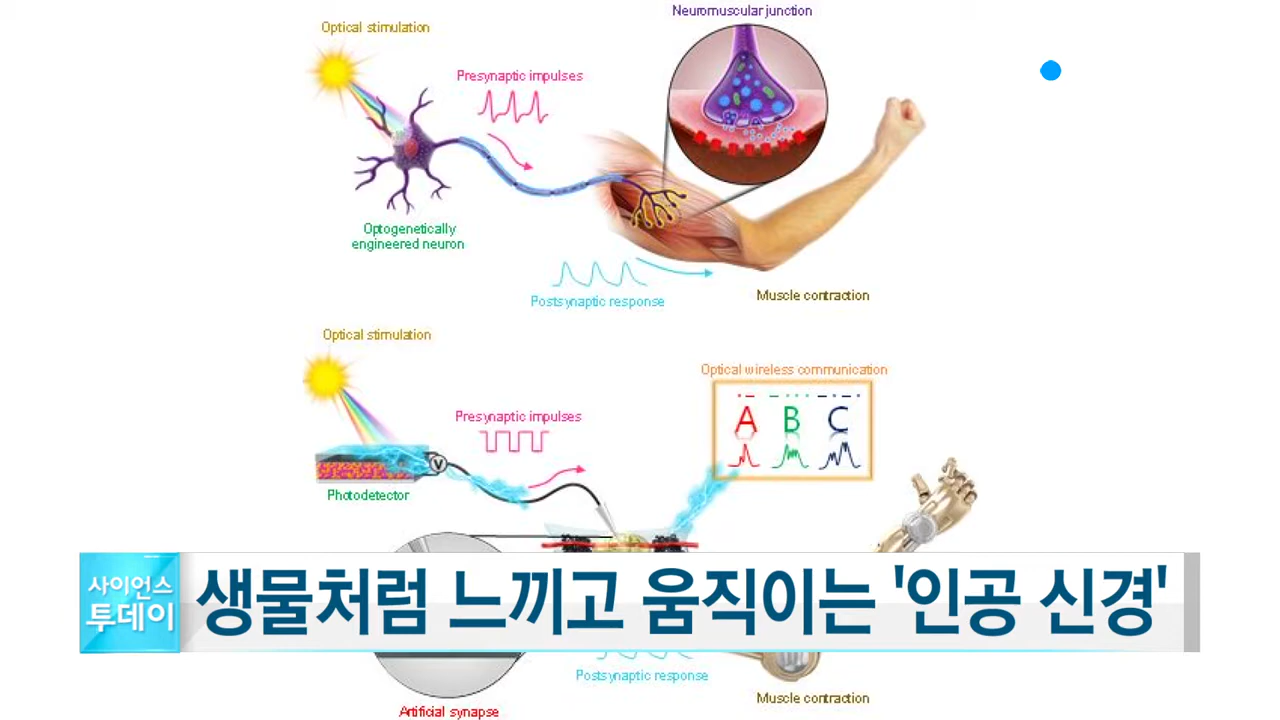 Neuromuscular junction
Optical stimulation
Presynaptic impulses
Optogenetically
engineered neuron
Postsynaptic response
Muscle contraction
Optical stimulation
Optical wireless communication
A B C
Presynaptic impulses
V
Photodetector
사이언스
투데이
생물처럼 느끼고 움직이는 '인공 신경'
Postsynaptic response
Muscle contraction
Artificial synapse